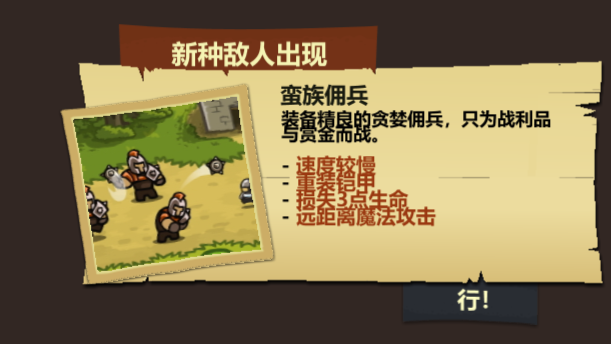 新种敌人出现
蛮族佣兵
装备精良的贪婪佣兵，只为战利品
与赏金而战。
- 速度较慢
- 重装铠甲
- 损失3点生命
- 远距离魔法攻击
行!